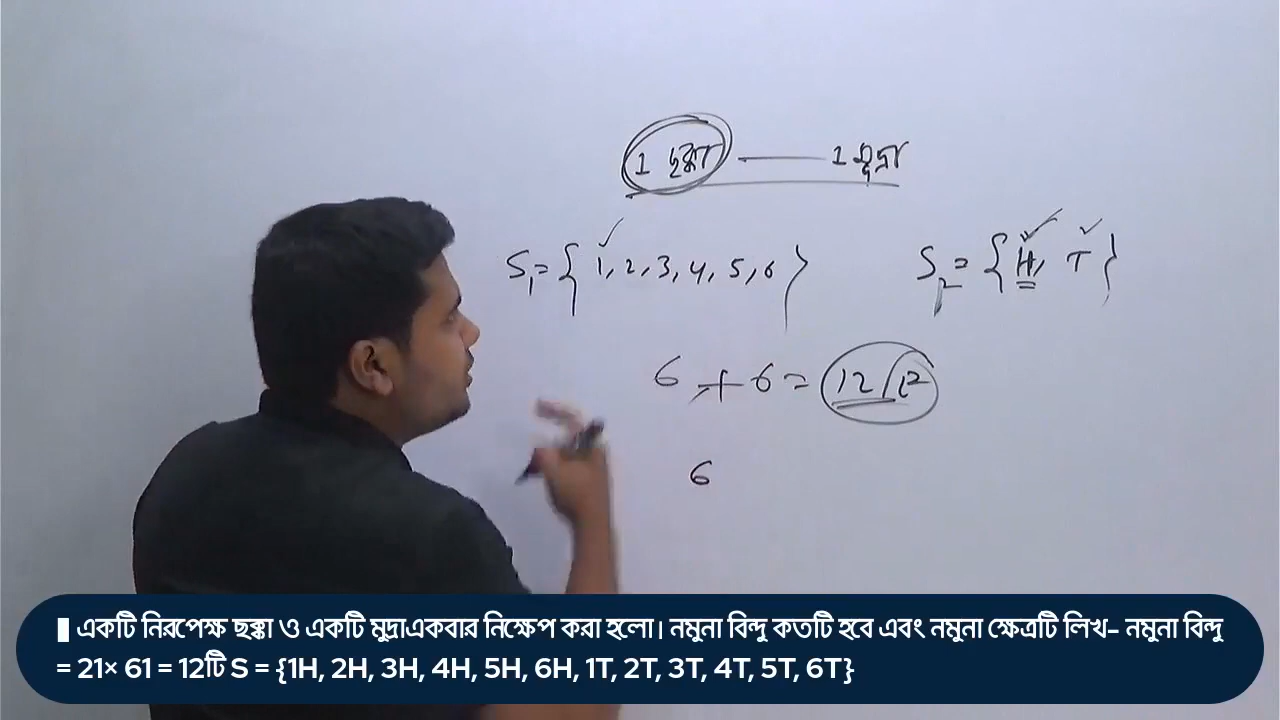 1 ছক্কা — 1 মুদ্রা
S₁ = { 1, 2, 3, 4, 5, 6 }
S₂ = { H, T }
6 + 6 = 12
6
একটি নিরপেক্ষ ছক্কা ও একটি মুদ্রাএকবার নিক্ষেপ করা হলো। নমুনা বিন্দু কতটি হবে এবং নমুনা ক্ষেত্রটি লিখ- নমুনা বিন্দু
= 21× 61 = 12টি S = {1H, 2H, 3H, 4H, 5H, 6H, 1T, 2T, 3T, 4T, 5T, 6T}